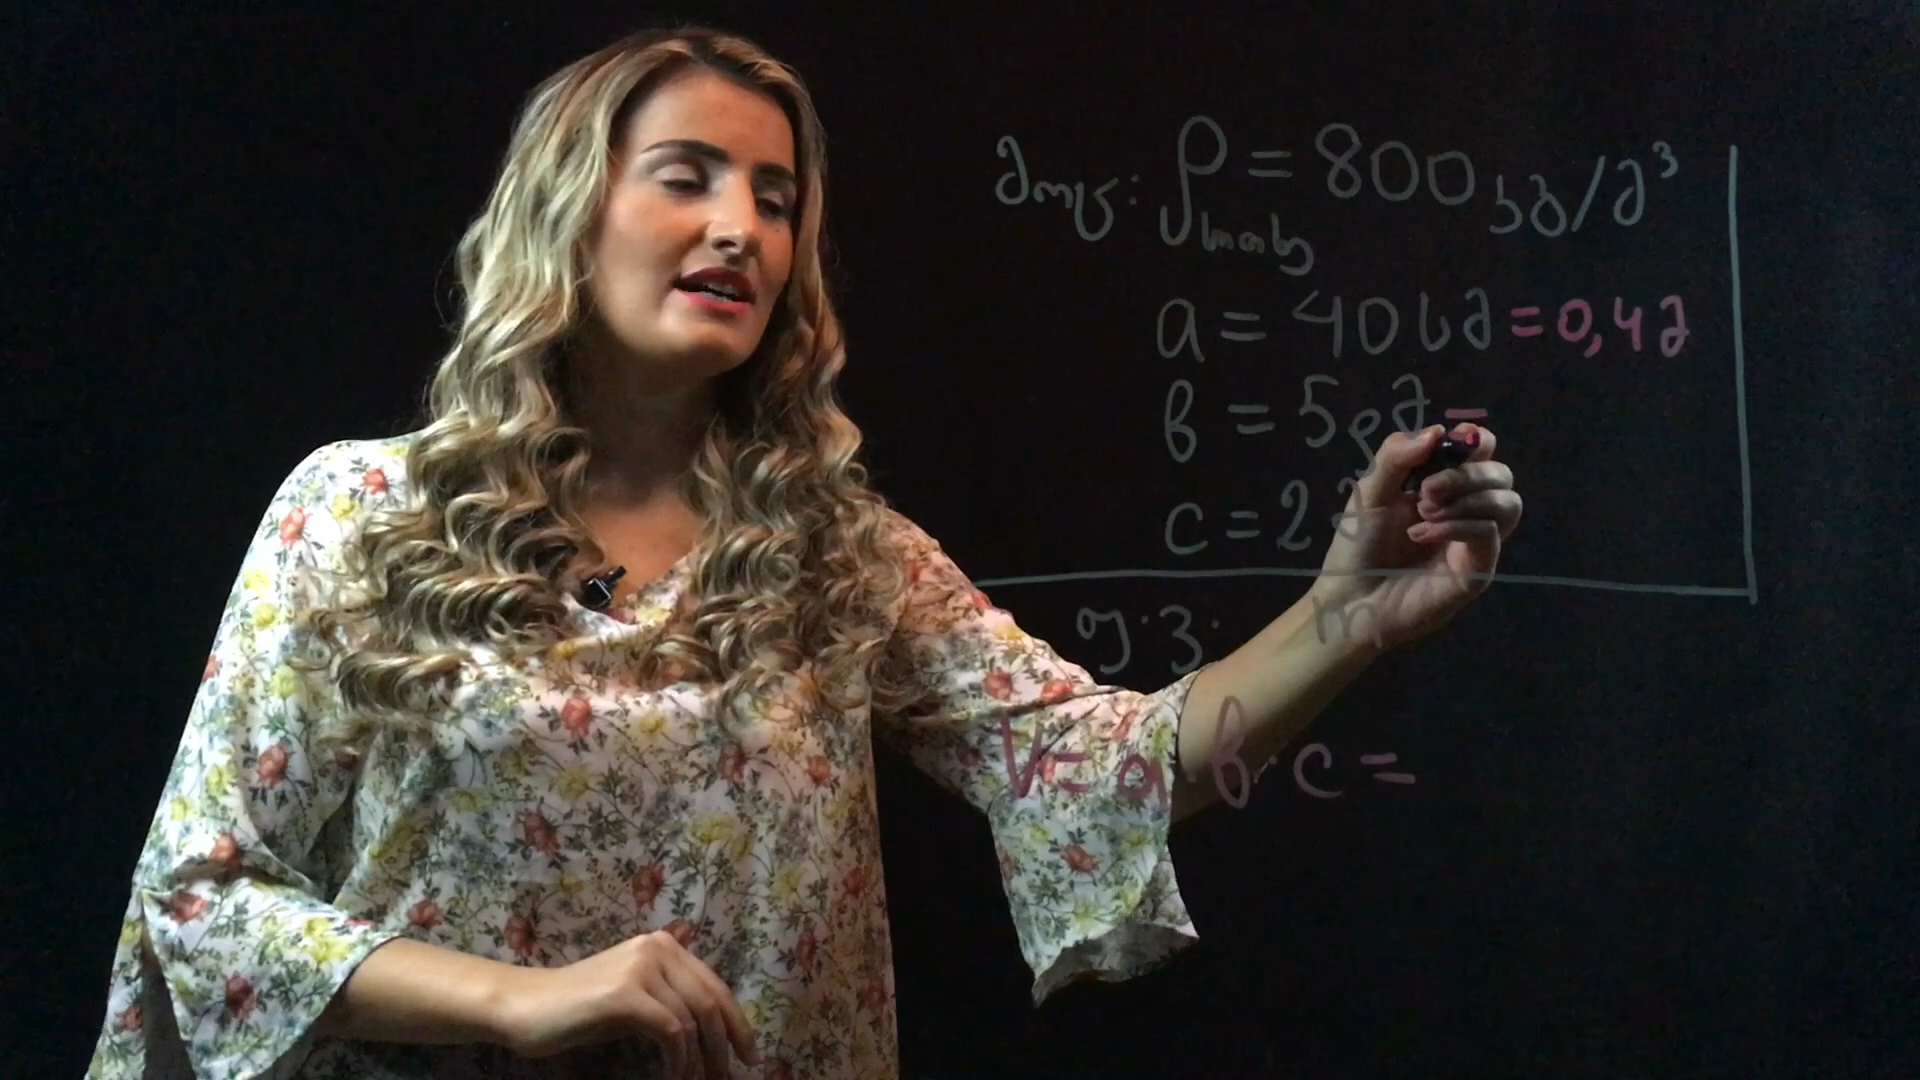 მოც: ρ = 800 კგ/მ³
a = 40 სმ = 0,4 მ
b = 5 დმ =
c = 2 მ
უ.ვ. m
V = a b · c =